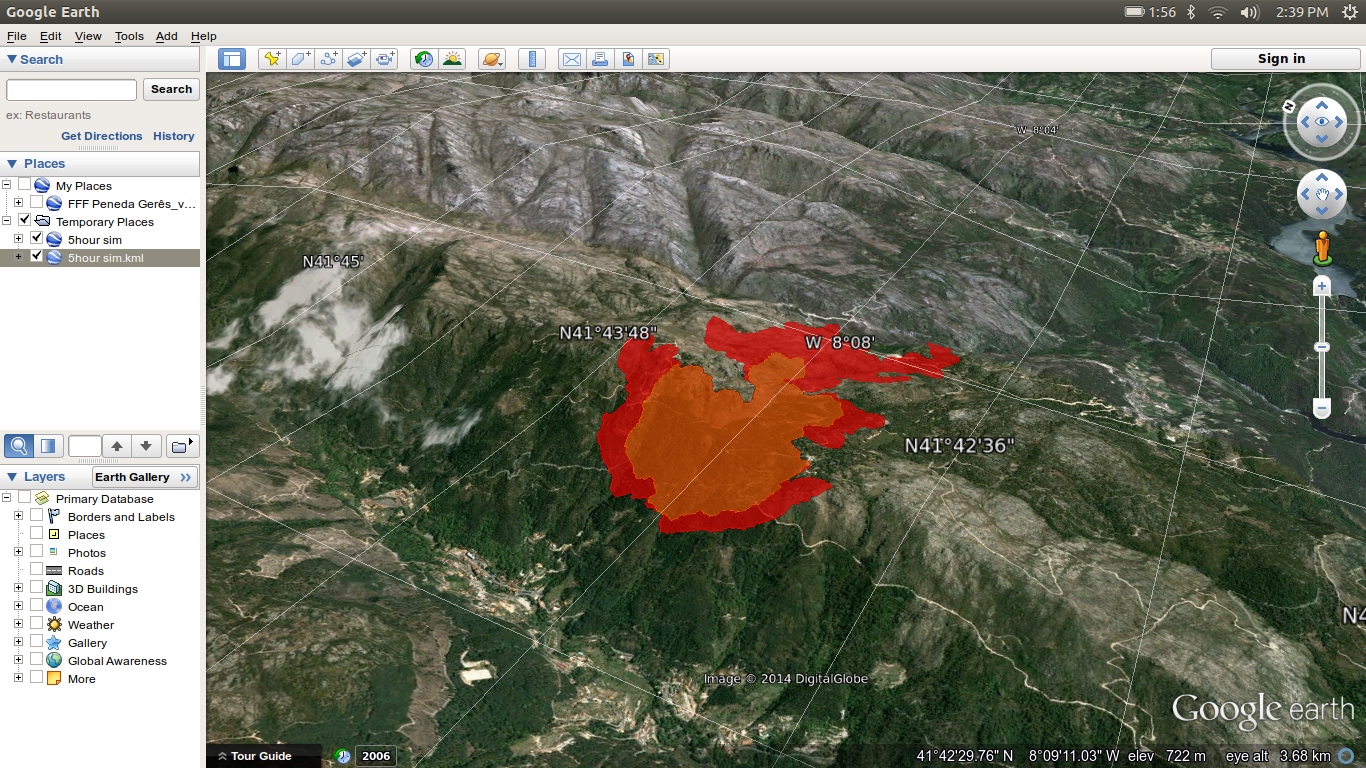 Google Earth
1:56
2:39 PM
File Edit View Tools Add Help
Search
Sign in
Search
ex: Restaurants
Get Directions History
Places
My Places
FFF Peneda Gerês_v...
Temporary Places
5hour sim
5hour sim.kml
Layers
Earth Gallery >>
Primary Database
Borders and Labels
Places
Photos
Roads
3D Buildings
Ocean
Weather
Gallery
Global Awareness
More
N
W 8°04'
N41°45'
N41°43'48"
W 8°08'
N41°42'36"
N4
Image © 2014 DigitalGlobe
Google earth
Tour Guide
2006
41°42'29.76" N 8°09'11.03" W elev 722 m eye alt 3.68 km